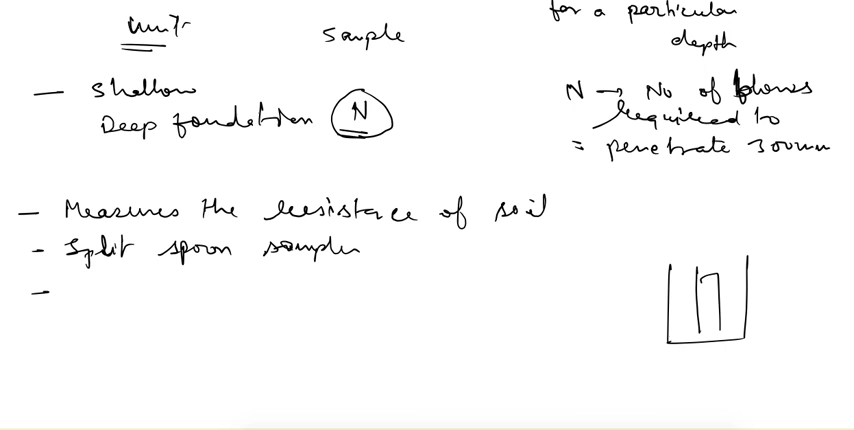 Sample
for a particular
depth
— Shallow
Deep foundation N
N → No of blows
required to
= penetrate 300mm
— Measures the resistance of soil
- Split spoon sampler
-